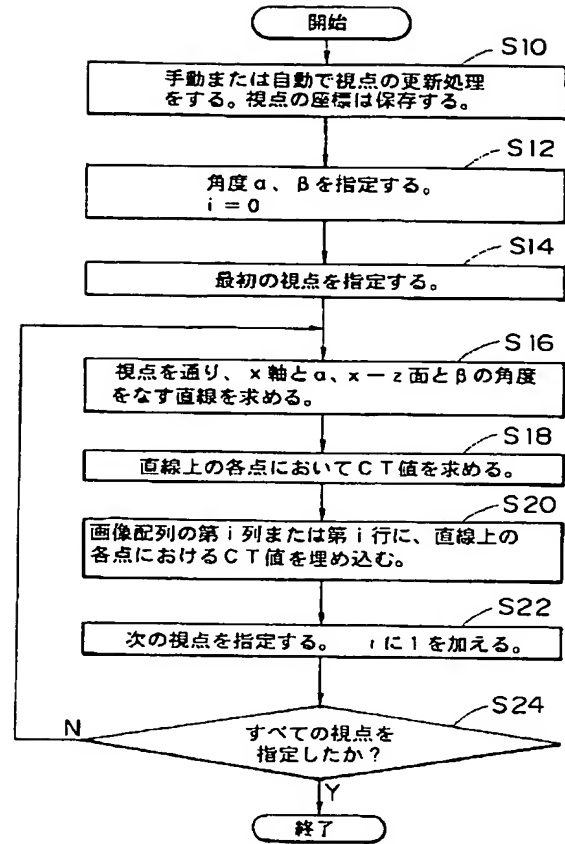 開始
S10
手動または自動で視点の更新処理
をする。視点の座標は保存する。
S12
角度α、βを指定する。
i=0
S14
最初の視点を指定する。
S16
視点を通り、x軸とα、x-z面とβの角度
をなす直線を求める。
S18
直線上の各点においてCT値を求める。
S20
画像配列の第i列または第i行に、直線上の
各点におけるCT値を埋め込む。
S22
次の視点を指定する。 iに1を加える。
S24
N
すべての視点を
指定したか?
Y
終了